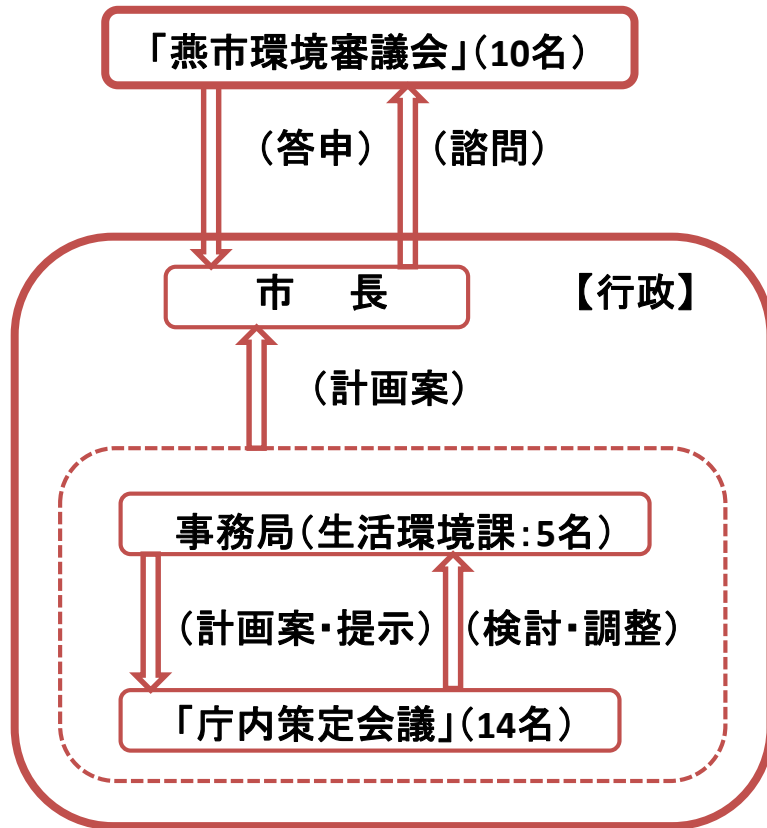 「燕市環境審議会」（10名）
（答申）
（諮問）
市　長
【行政】
（計画案）
事務局（生活環境課：5名）
（計画案・提示）
（検討・調整）
「庁内策定会議」（14名）